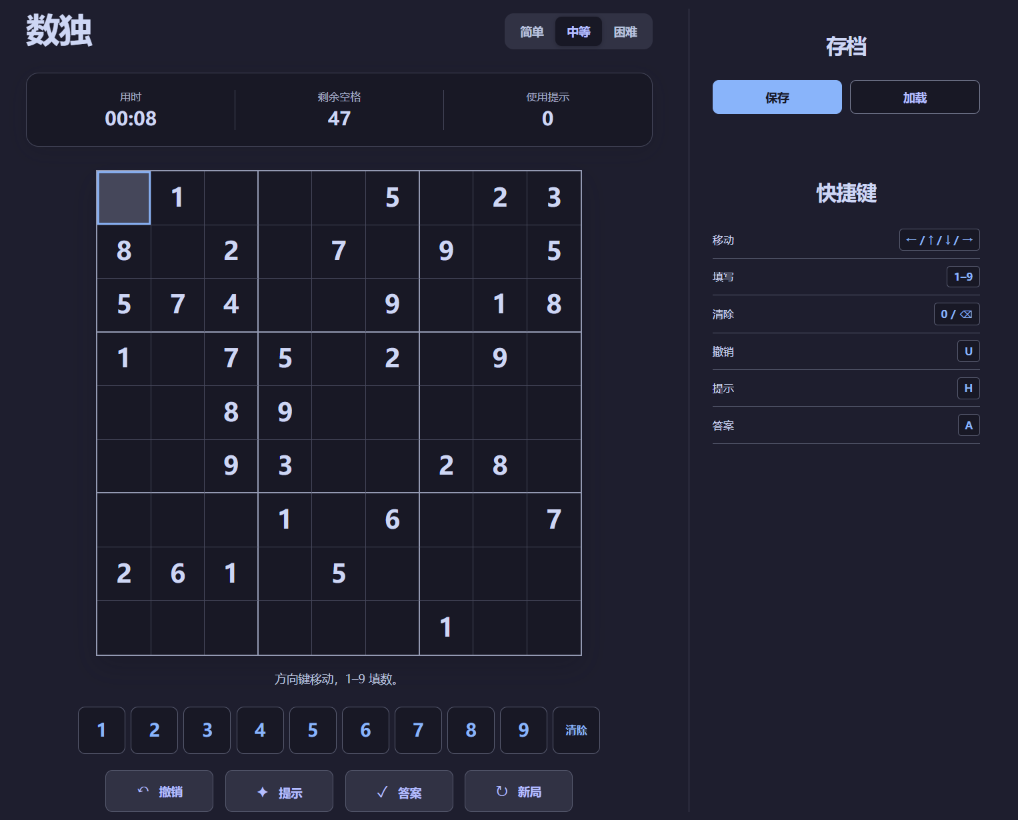 数独
简单 中等 困难
用时 剩余空格 使用提示
00:08 47 0
1 5 2 3
8 2 7 9 5
5 7 4 9 1 8
1 7 5 2 9
8 9
9 3 2 8
1 6 7
2 6 1 5
1
方向键移动，1–9 填数。
1 2 3 4 5 6 7 8 9 清除
↶ 撤销 ✦ 提示 ✓ 答案 ↻ 新局
存档
保存 加载
快捷键
移动 ←/↑/↓/→
填写 1–9
清除 0 / ⌫
撤销 U
提示 H
答案 A